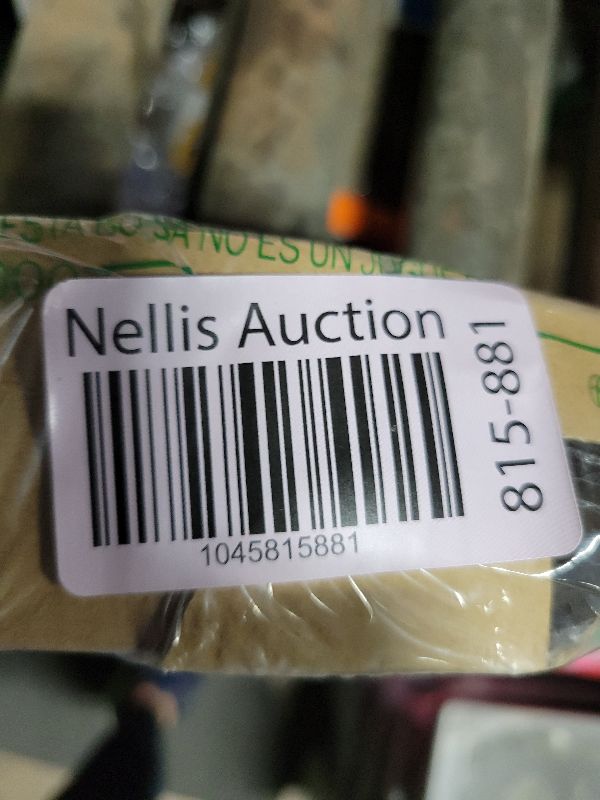 ESTA BOLSA NO ES UN
Nellis Auction
815-881
1045815881